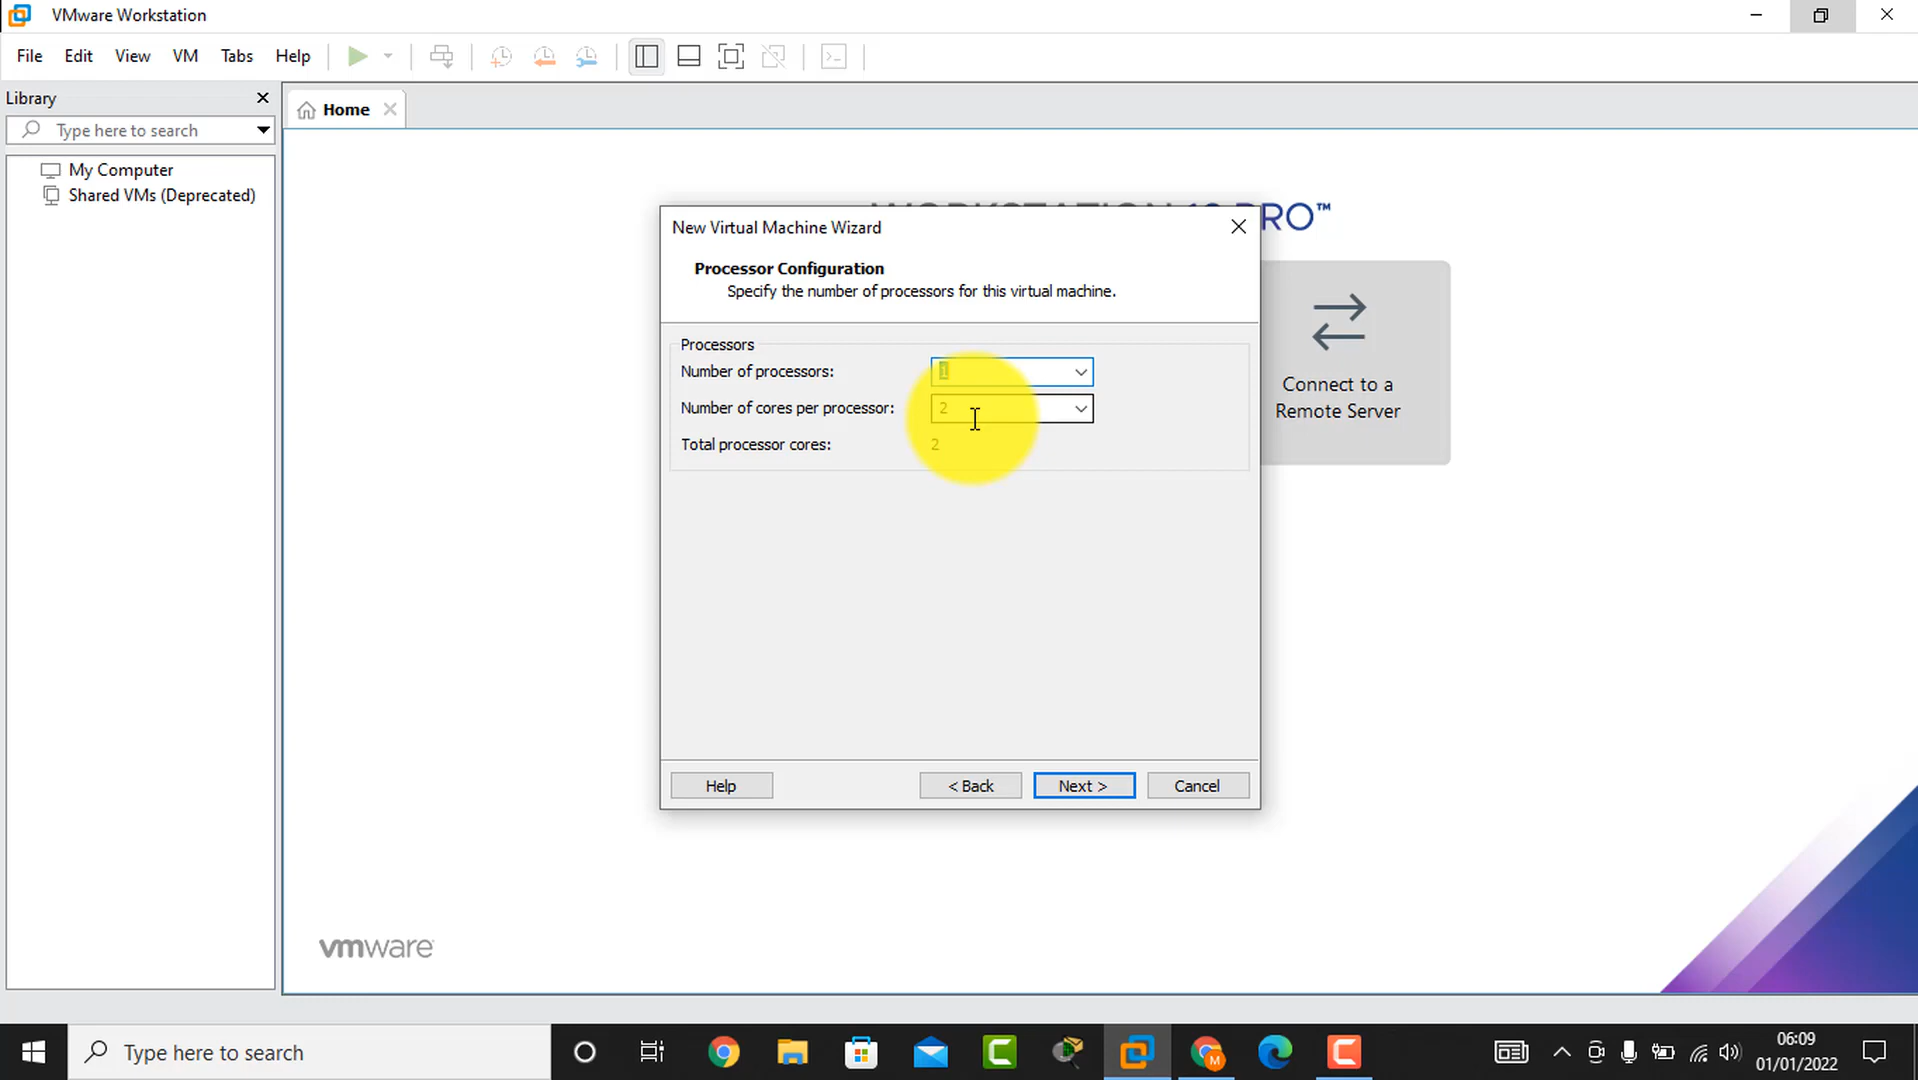 VMware Workstation
File Edit View VM Tabs Help
Library
Type here to search
Home
My Computer
Shared VMs (Deprecated)
PRO™
New Virtual Machine Wizard
Processor Configuration
Specify the number of processors for this virtual machine.
Processors
Number of processors: 1
Number of cores per processor: 2
Total processor cores: 2
Connect to a
Remote Server
Help < Back Next > Cancel
vmware
Type here to search
M
06:09
01/01/2022